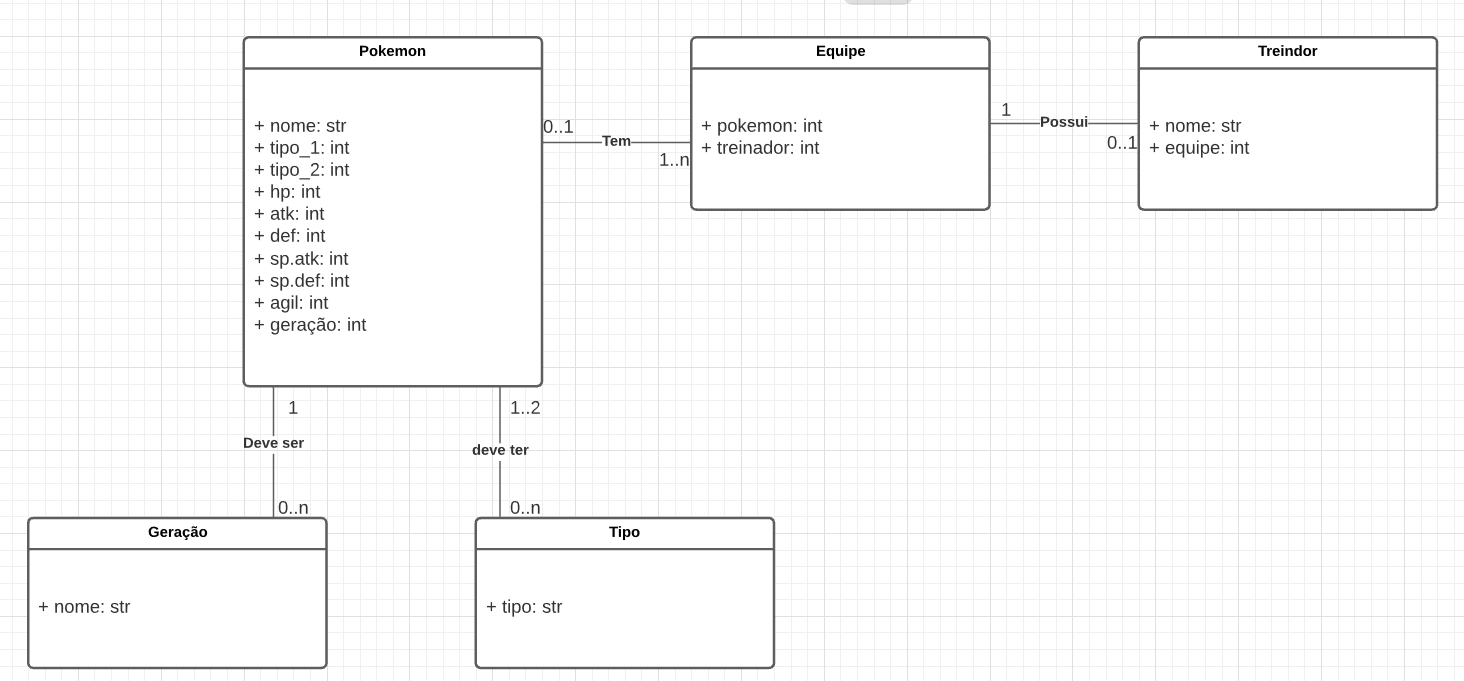 Pokemon
+ nome: str
+ tipo_1: int
+ tipo_2: int
+ hp: int
+ atk: int
+ def: int
+ sp.atk: int
+ sp.def: int
+ agil: int
+ geração: int
0..1
Tem
1..n
Equipe
+ pokemon: int
+ treinador: int
1
Possui
0..1
Treindor
+ nome: str
+ equipe: int
1
Deve ser
0..n
1..2
deve ter
0..n
Geração
+ nome: str
Tipo
+ tipo: str